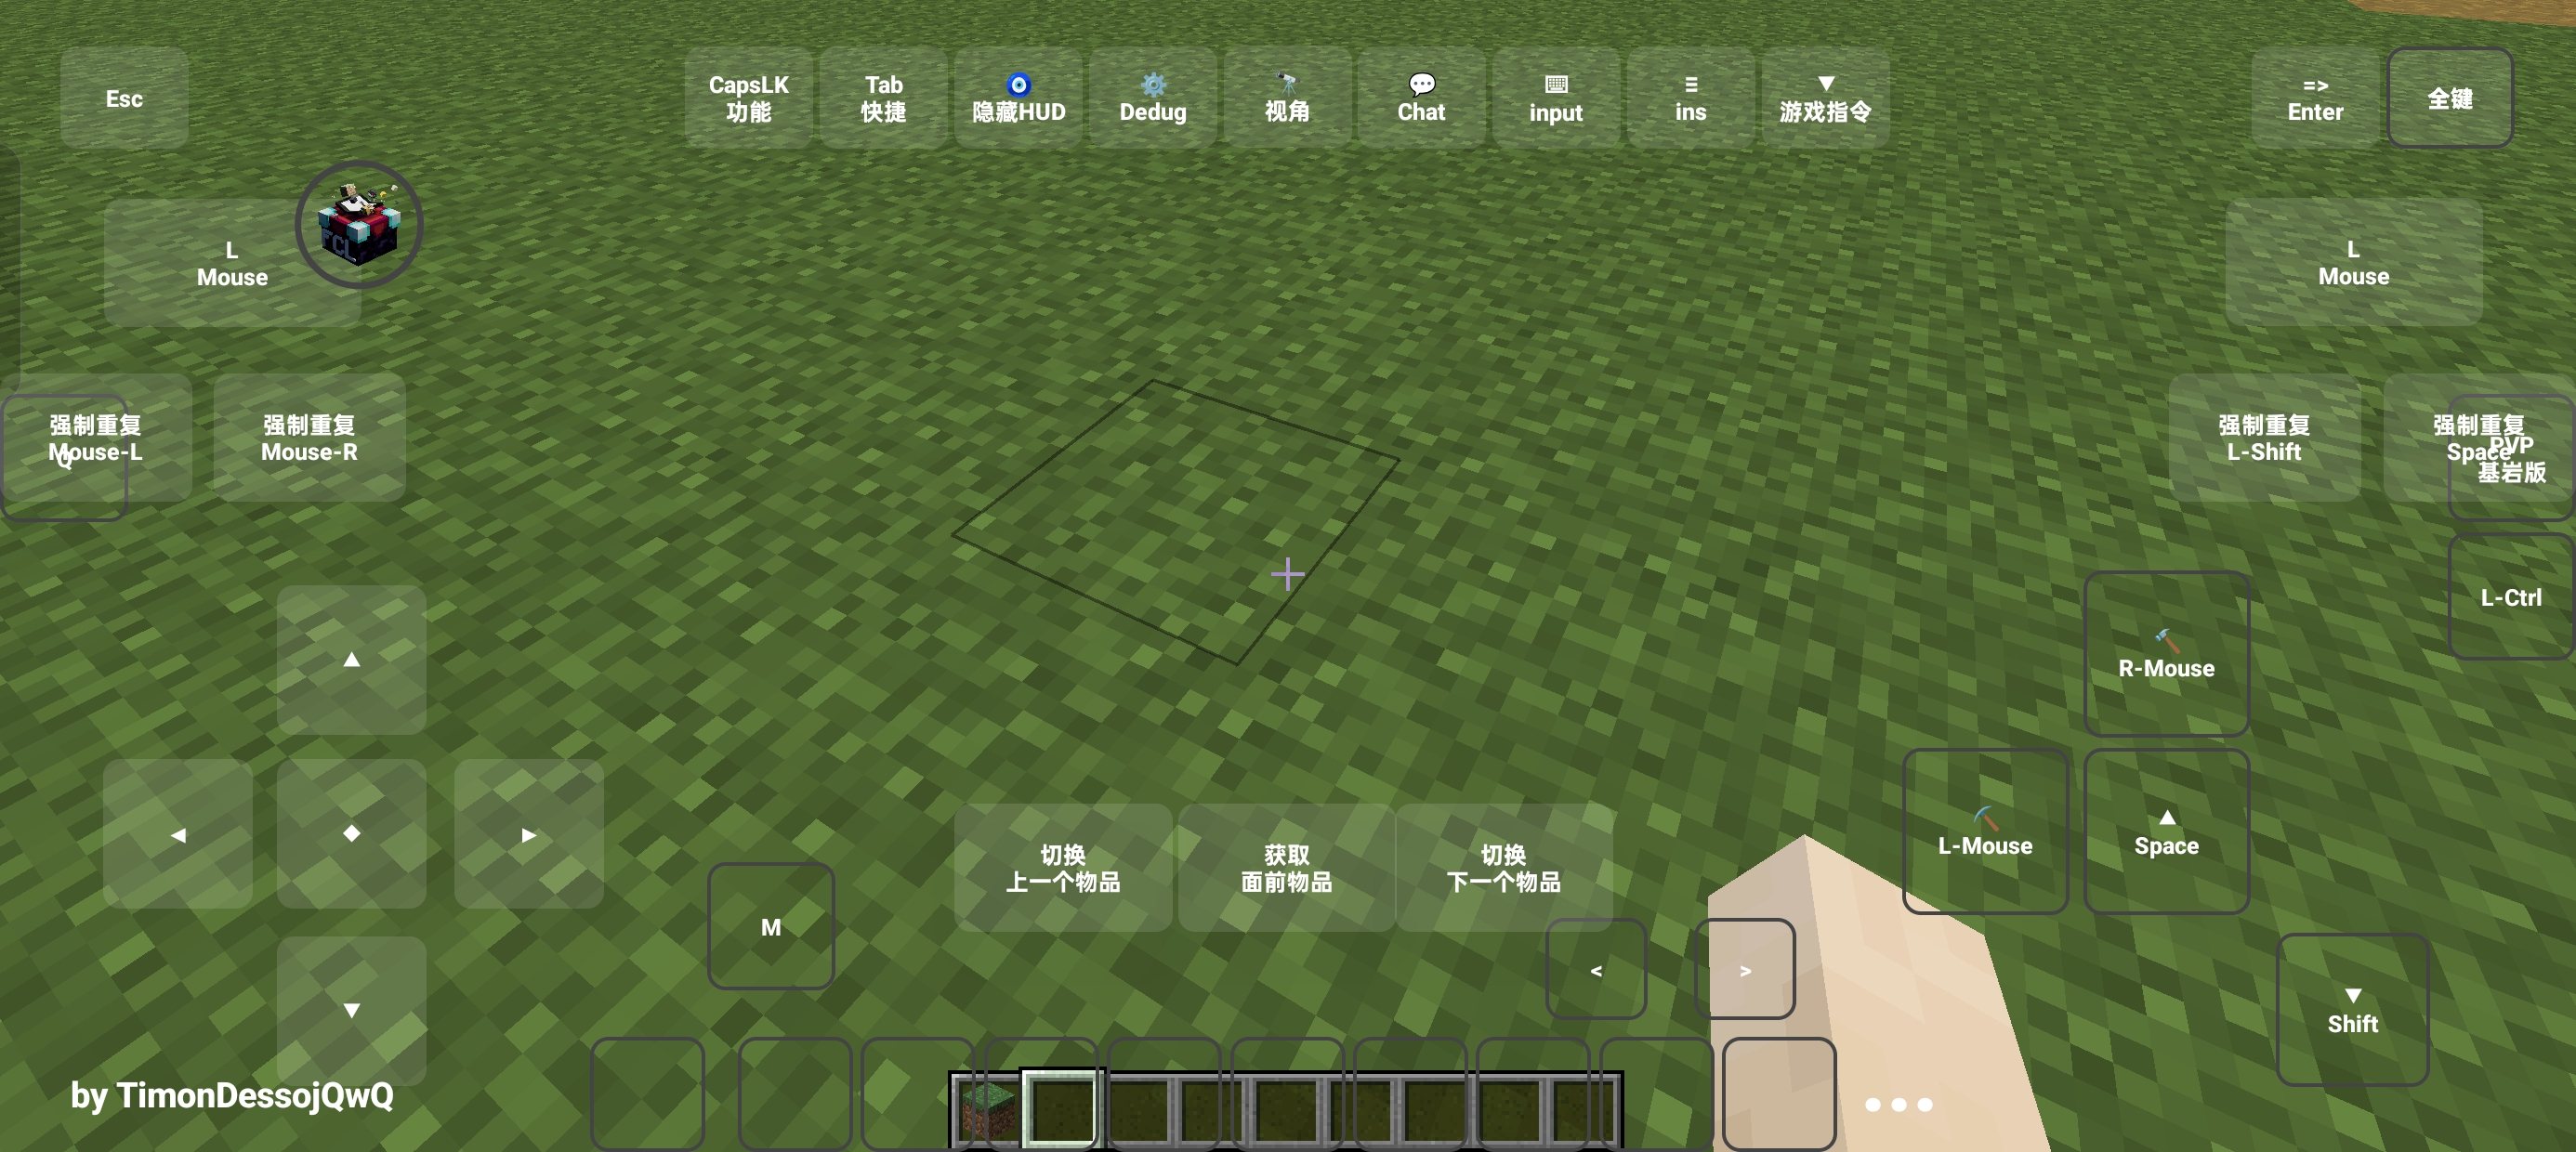 Esc
CapsLK
功能
Tab
快捷
隐藏HUD
Dedug
视角
Chat
input
ins
游戏指令
=>
Enter
全键
FCL
L
Mouse
L
Mouse
强制重复
Mouse-L
Q
强制重复
Mouse-R
强制重复
L-Shift
强制重复
Space
PVP
基岩版
L-Ctrl
R-Mouse
L-Mouse
Space
切换
上一个物品
获取
面前物品
切换
下一个物品
M
<
>
Shift
by TimonDessojQwQ